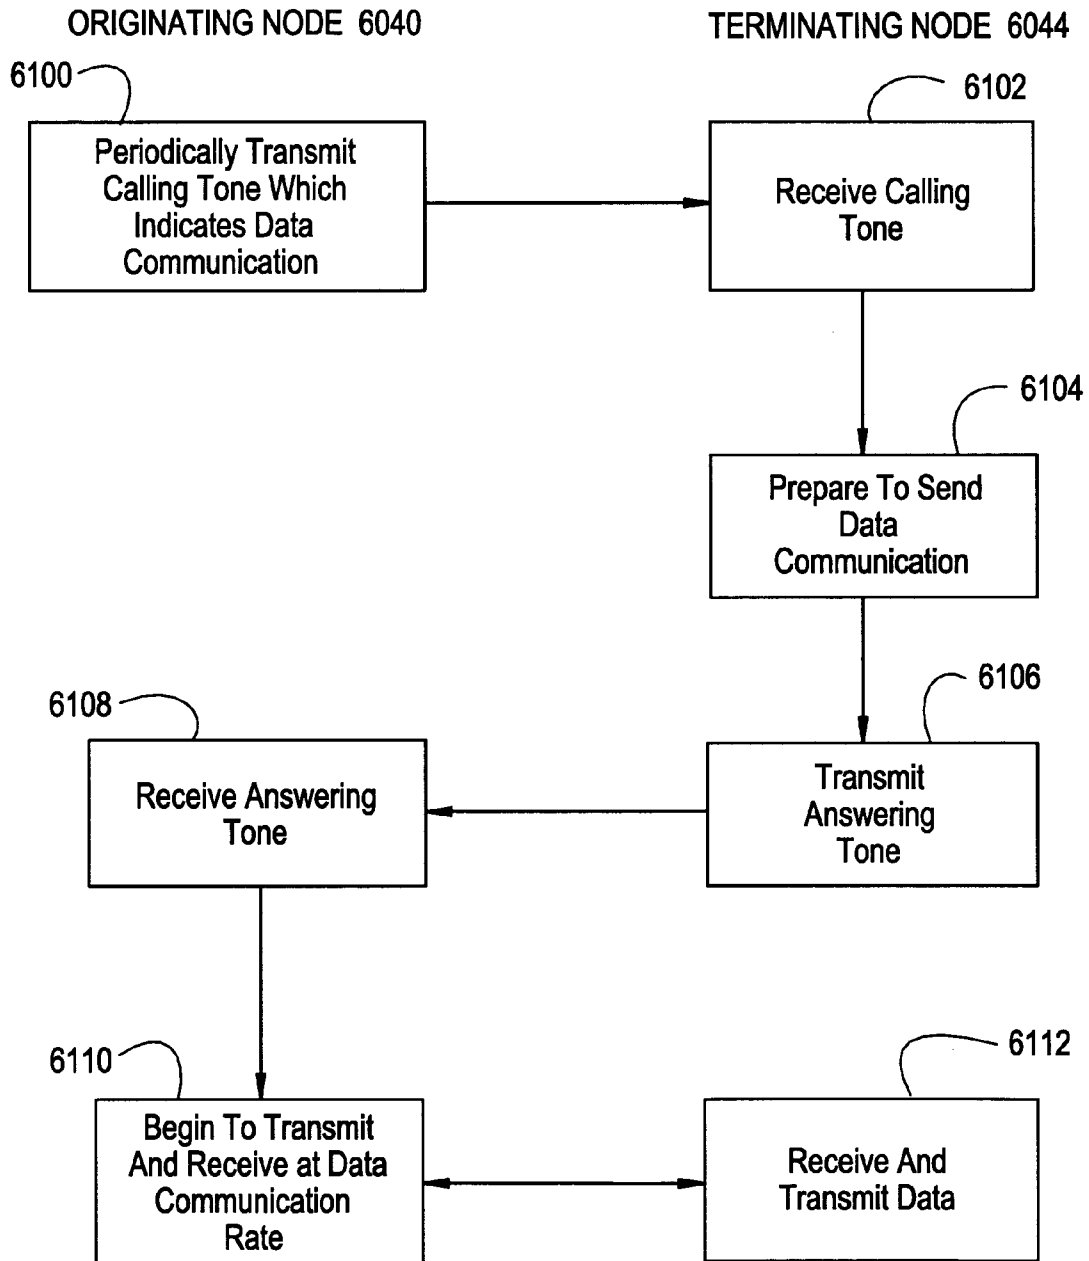 ORIGINATING NODE 6040
TERMINATING NODE 6044
6100
6102
Periodically Transmit
Calling Tone Which
Indicates Data
Communication
Receive Calling
Tone
6104
Prepare To Send
Data
Communication
6108
6106
Receive Answering
Tone
Transmit
Answering
Tone
6110
6112
Begin To Transmit
And Receive at Data
Communication
Rate
Receive And
Transmit Data